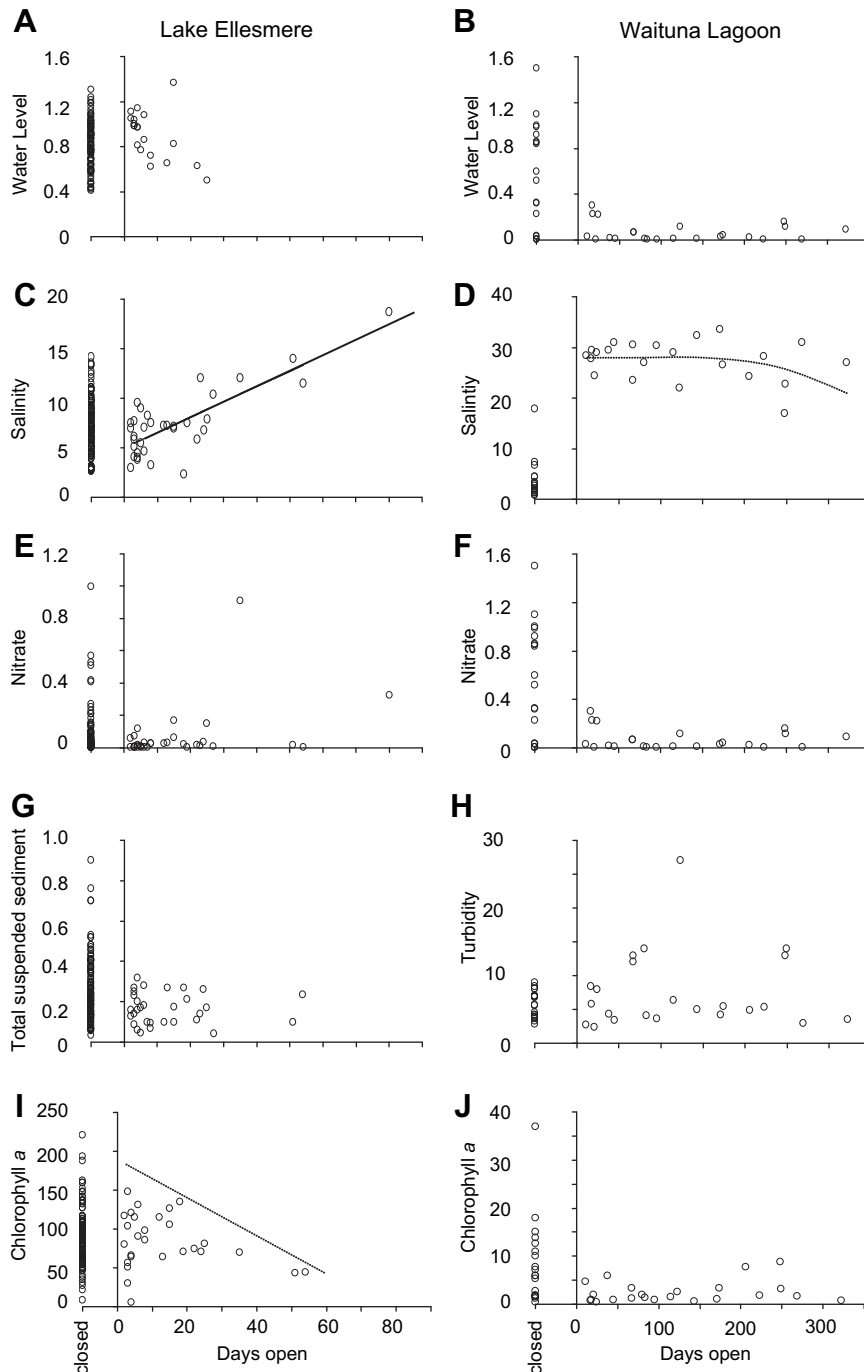 A Lake Ellesmere B Waituna Lagoon
1.6 1.6
1.2 1.2
0.8 0.8
0.4 0.4
0 0
Water Level Water Level
C D
20 40
15 30
10 20
5 10
0 0
Salinity Salintiy
E F
1.2 1.6
0.8 1.2
0.4 0.8
0 0.4
0
Nitrate Nitrate
G H
1.0 30
0.8 20
0.6 10
0.4 0
0.2
0
Total suspended sediment Turbidity
I J
250 40
200 30
150 20
100 10
50 0
0
Chlorophyll a Chlorophyll a
closed 0 20 40 60 80 closed 0 100 200 300
Days open Days open